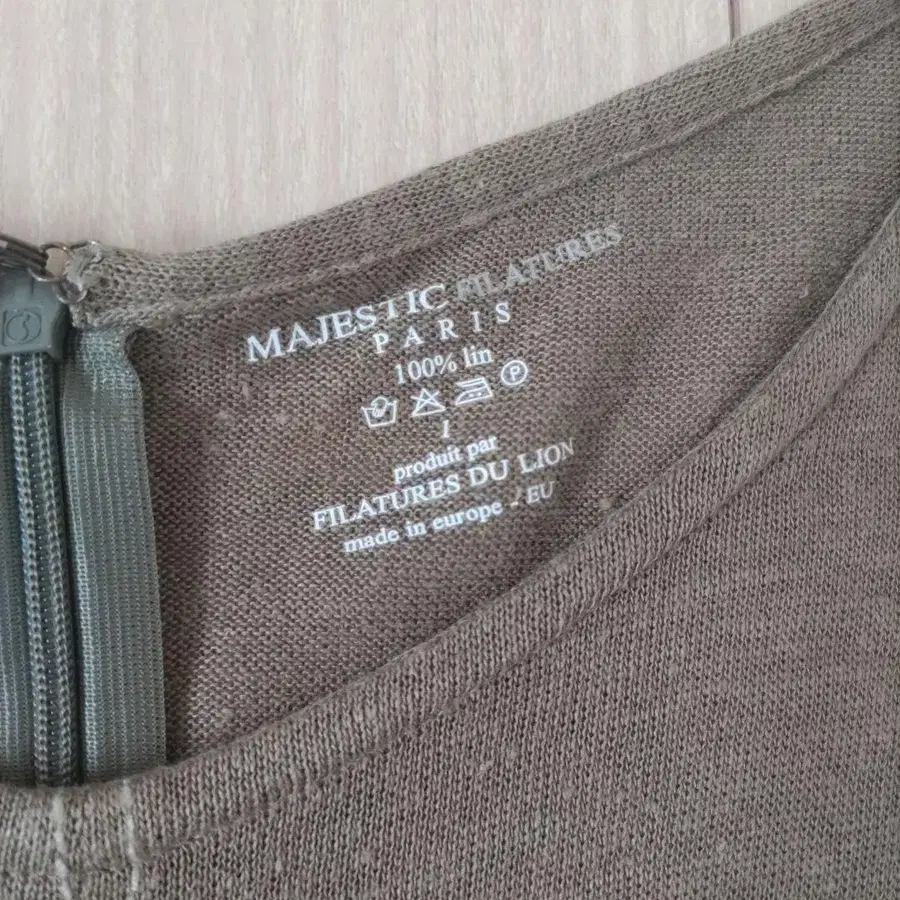 MAJESTIC FILATURES
PARIS
100% lin
P
1
produit par
FILATURES DU LION
made in europe - EU